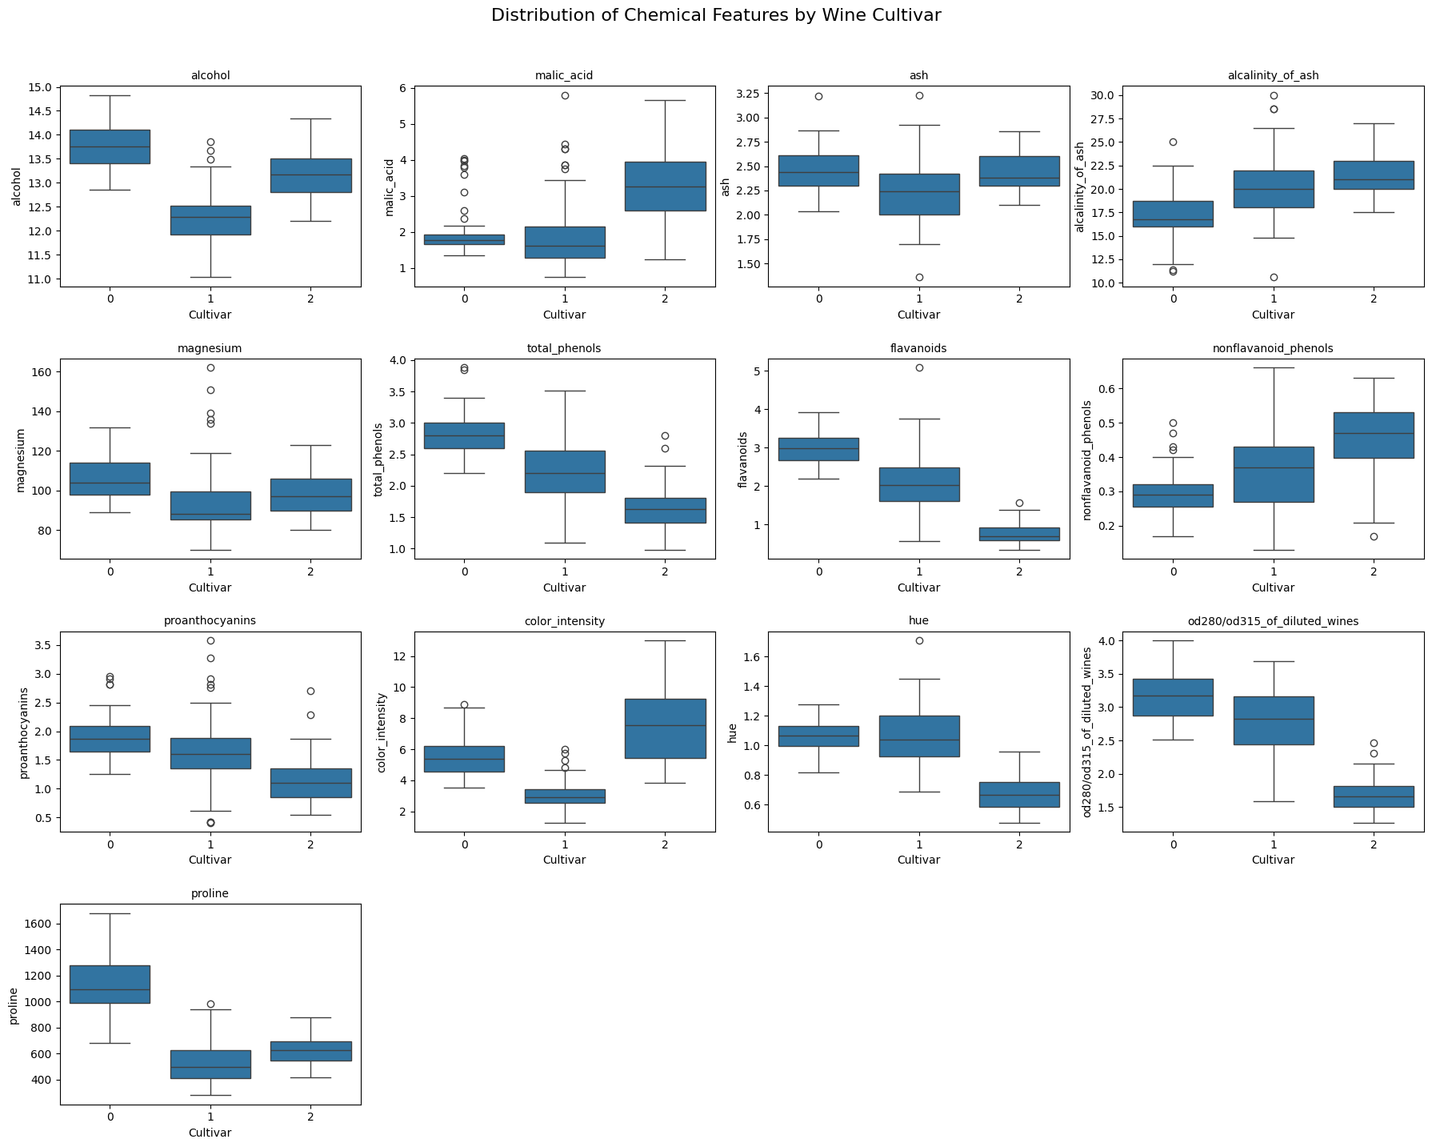 Distribution of Chemical Features by Wine Cultivar
alcohol
alcohol
15.0
14.5
14.0
13.5
13.0
12.5
12.0
11.5
11.0
0 1 2
Cultivar
malic_acid
malic_acid
6
5
4
3
2
1
0 1 2
Cultivar
ash
ash
3.25
3.00
2.75
2.50
2.25
2.00
1.75
1.50
0 1 2
Cultivar
alcalinity_of_ash
alcalinity_of_ash
30.0
27.5
25.0
22.5
20.0
17.5
15.0
12.5
10.0
0 1 2
Cultivar
magnesium
magnesium
160
140
120
100
80
0 1 2
Cultivar
total_phenols
total_phenols
4.0
3.5
3.0
2.5
2.0
1.5
1.0
0 1 2
Cultivar
flavanoids
flavanoids
5
4
3
2
1
0 1 2
Cultivar
nonflavanoid_phenols
nonflavanoid_phenols
0.6
0.5
0.4
0.3
0.2
0 1 2
Cultivar
proanthocyanins
proanthocyanins
3.5
3.0
2.5
2.0
1.5
1.0
0.5
0 1 2
Cultivar
color_intensity
color_intensity
12
10
8
6
4
2
0 1 2
Cultivar
hue
hue
1.6
1.4
1.2
1.0
0.8
0.6
0 1 2
Cultivar
od280/od315_of_diluted_wines
od280/od315_of_diluted_wines
4.0
3.5
3.0
2.5
2.0
1.5
0 1 2
Cultivar
proline
proline
1600
1400
1200
1000
800
600
400
0 1 2
Cultivar